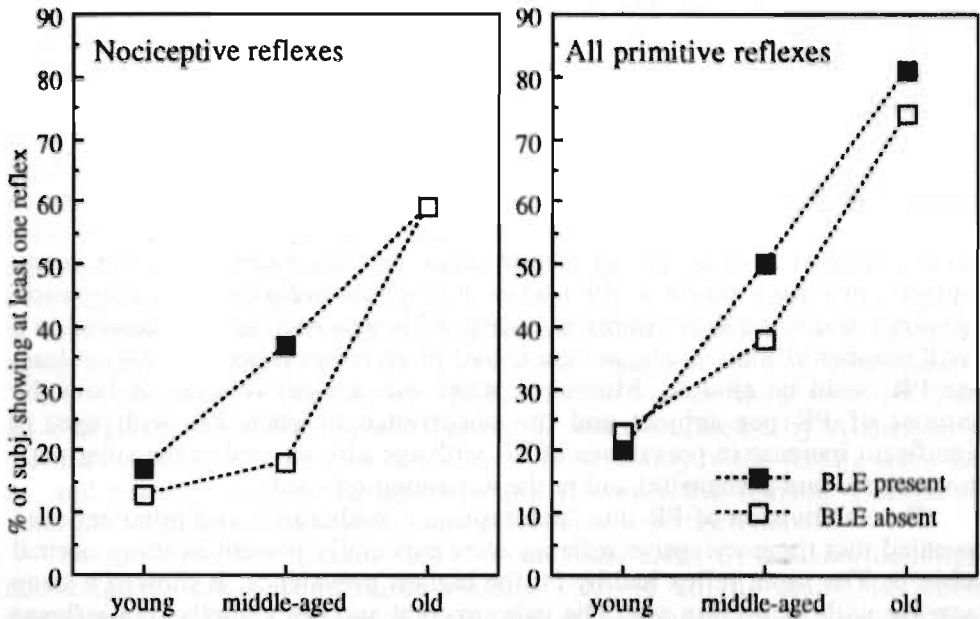 % of subj. showing at least one reflex
90
80
70
60
50
40
30
20
10
0
Nociceptive reflexes
young middle-aged old
90
80
70
60
50
40
30
20
10
0
All primitive reflexes
BLE present
BLE absent
young middle-aged old